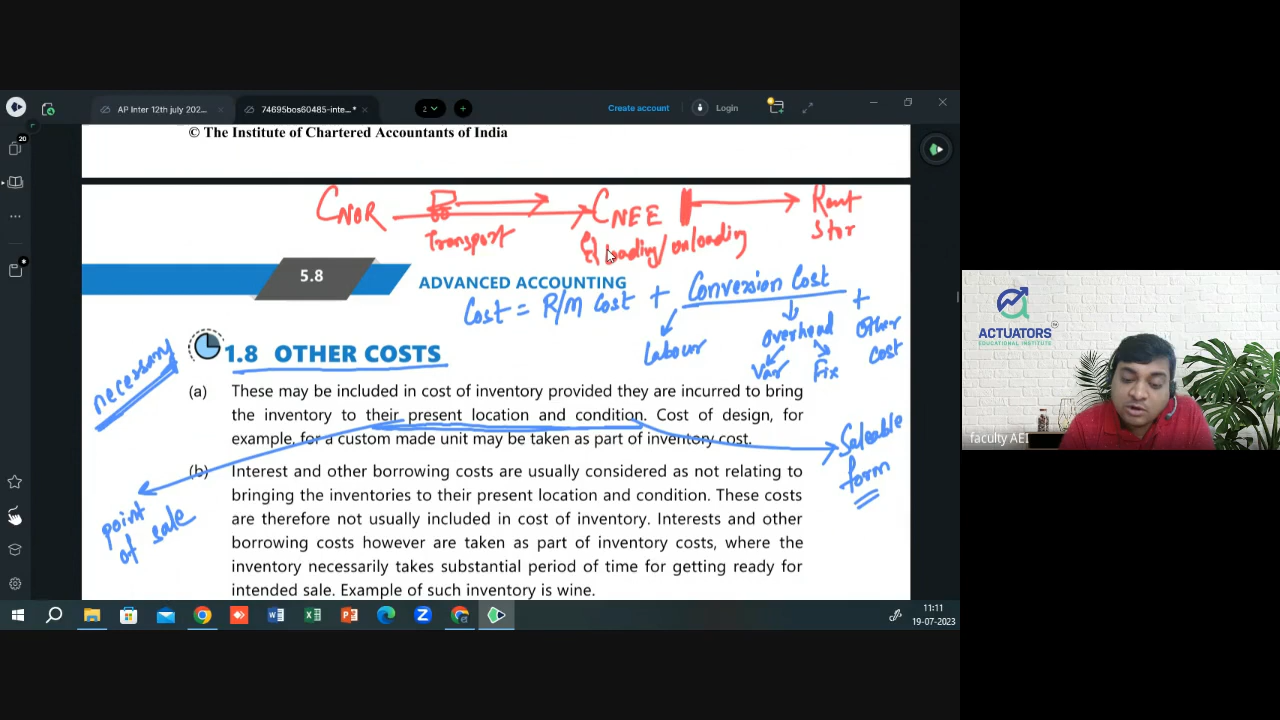 AP Inter 12th july 202...
74695bos60485-inte... *
2
Create account
Login
20
© The Institute of Chartered Accountants of India
CNOR
CNEE
Rent
Stor
Transport
loading/unloading
5.8
ADVANCED ACCOUNTING
Cost = R/M Cost + Conversion Cost + Other Cost
Labour
Overhead
Var
Fix
necessary
1.8 OTHER COSTS
(a) These may be included in cost of inventory provided they are incurred to bring
the inventory to their present location and condition. Cost of design, for
example, for a custom made unit may be taken as part of inventory cost.
Saleable
form
(b) Interest and other borrowing costs are usually considered as not relating to
bringing the inventories to their present location and condition. These costs
are therefore not usually included in cost of inventory. Interests and other
borrowing costs however are taken as part of inventory costs, where the
inventory necessarily takes substantial period of time for getting ready for
intended sale. Example of such inventory is wine.
point
of sale
ACTUATORS
EDUCATIONAL INSTITUTE
faculty AEI
11:11
19-07-2023